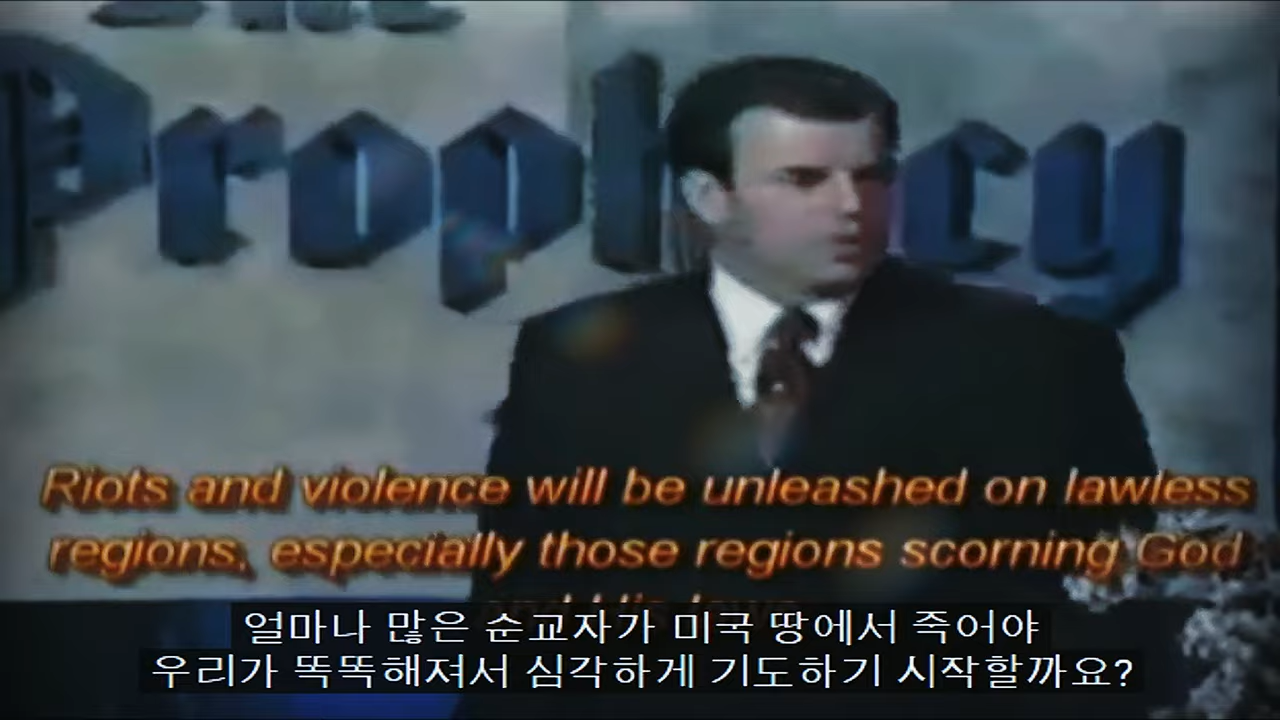 Prophecy
Riots and violence will be unleashed on lawless
regions, especially those regions scorning God
얼마나 많은 순교자가 미국 땅에서 죽어야
우리가 똑똑해져서 심각하게 기도하기 시작할까요?